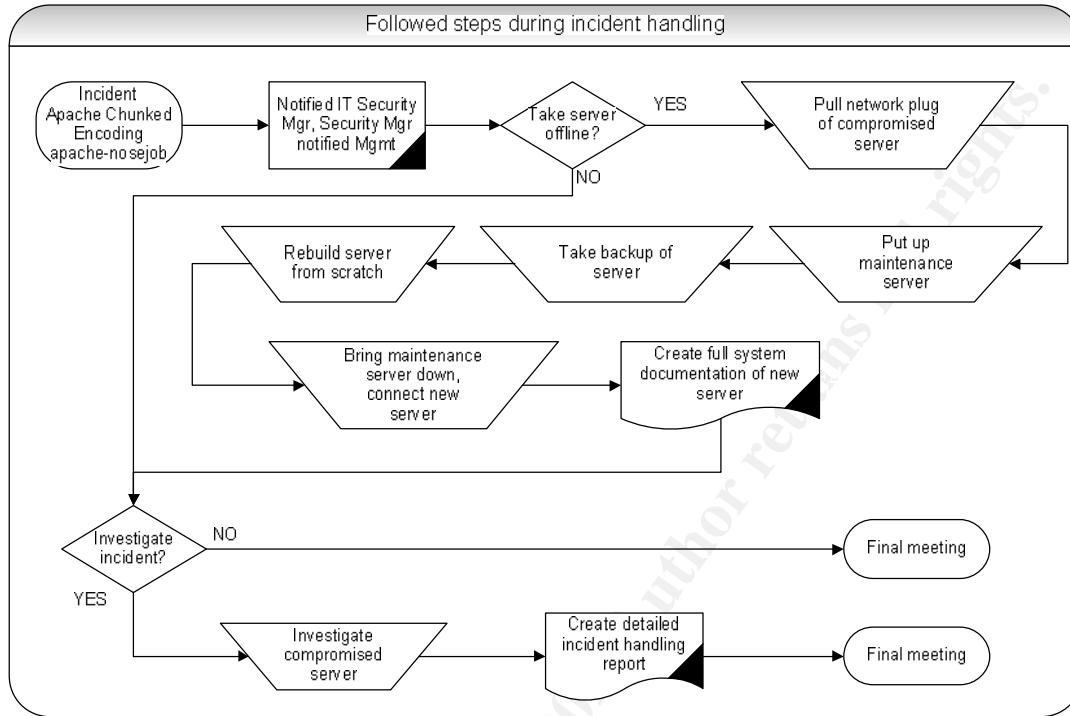 Followed steps during incident handling
Incident
Apache Chunked
Encoding
apache-nosejob
Notified IT Security
Mgr, Security Mgr
notified Mgmt
Take server
offline?
YES
NO
Pull network plug
of compromised
server
Put up
maintenance
server
Take backup of
server
Rebuild server
from scratch
Bring maintenance
server down,
connect new
server
Create full system
documentation of new
server
Investigate
incident?
NO
Final meeting
YES
Investigate
compromised
server
Create detailed
incident handling
report
Final meeting
uthor retains
rights.